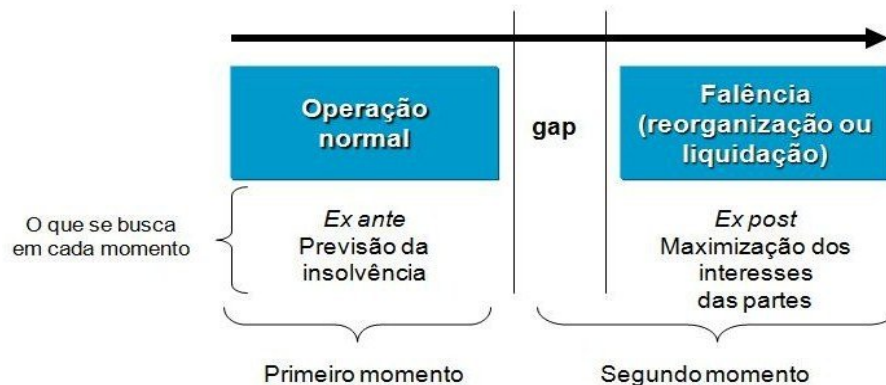 Operação
normal
gap
Falência
(reorganização ou
liquidação)
O que se busca
em cada momento
Ex ante
Previsão da
insolvência
Ex post
Maximização dos
interesses
das partes
Primeiro momento
Segundo momento